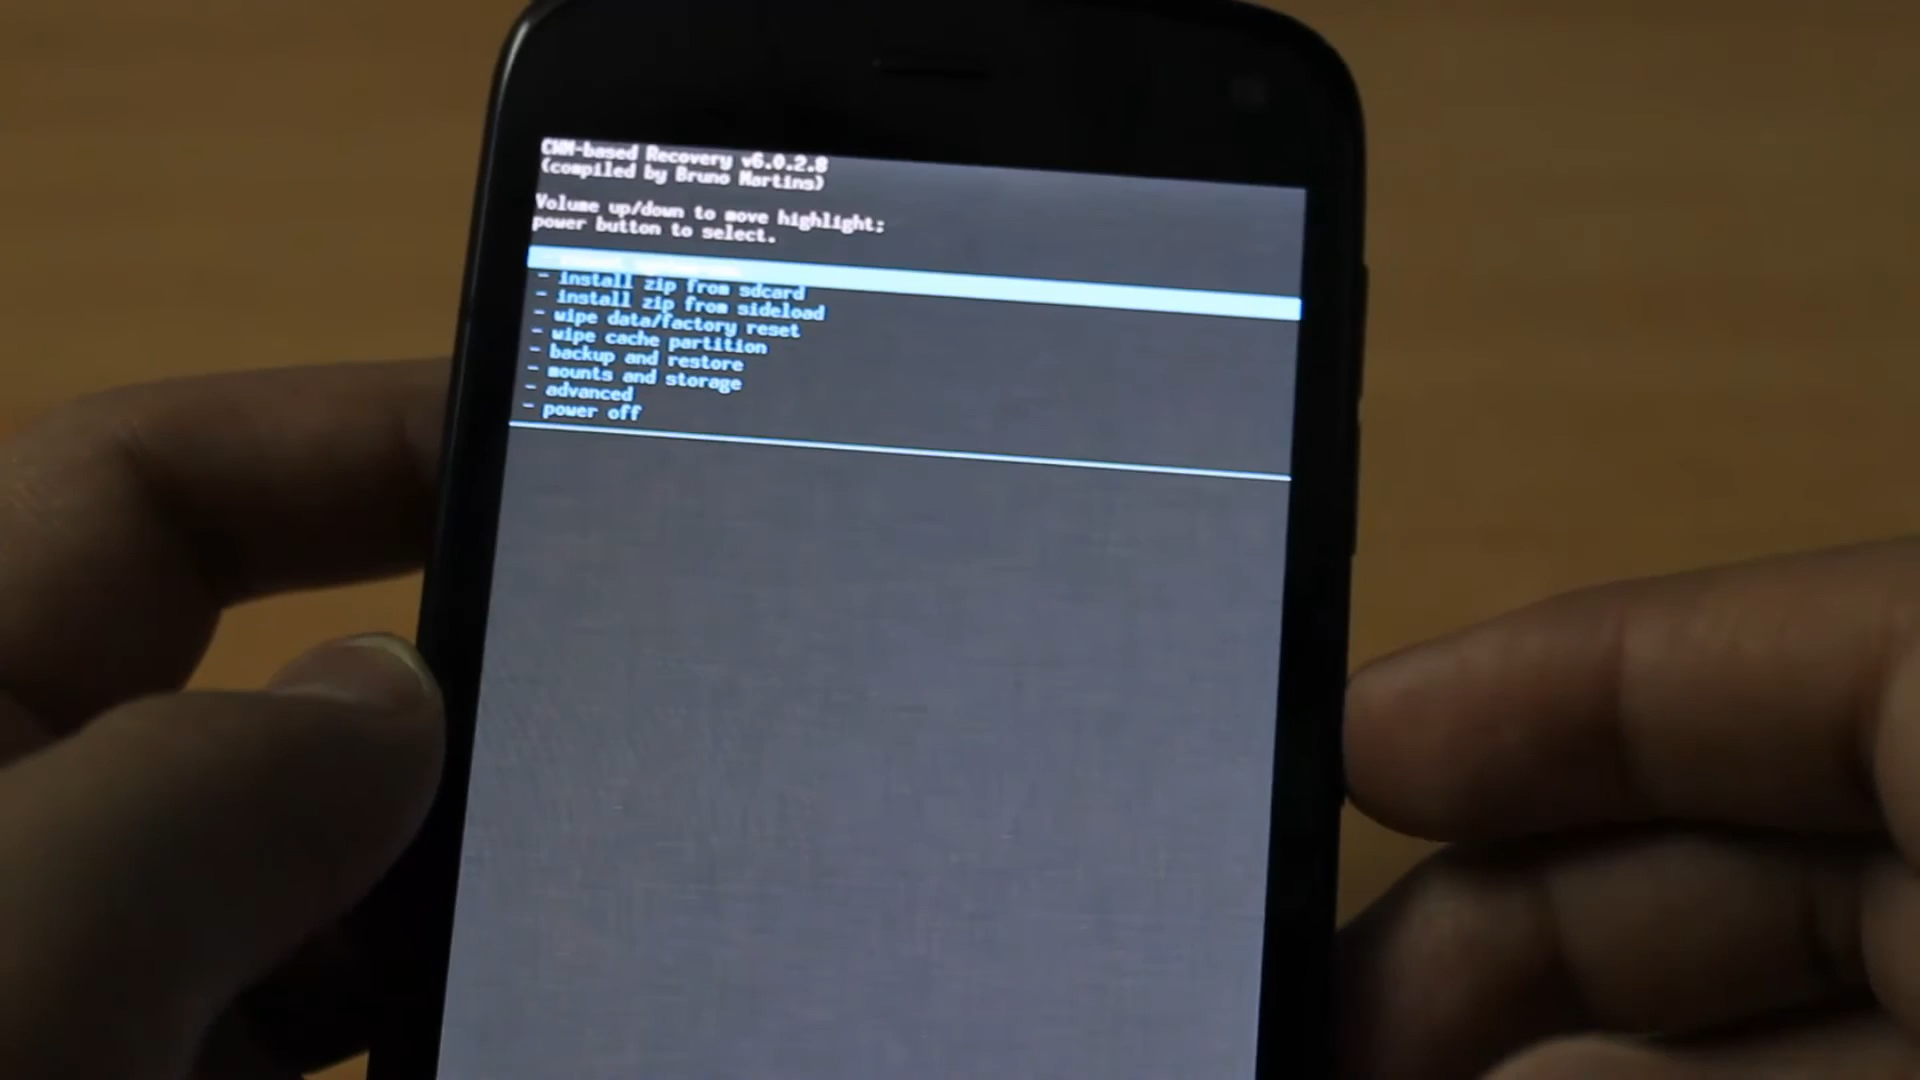 CWM-based Recovery v6.0.2.8
(compiled by Bruno Martins)
Volume up/down to move highlight;
power button to select.
- install zip from sdcard
- install zip from sideload
- wipe data/factory reset
- wipe cache partition
- backup and restore
- mounts and storage
- advanced
- power off